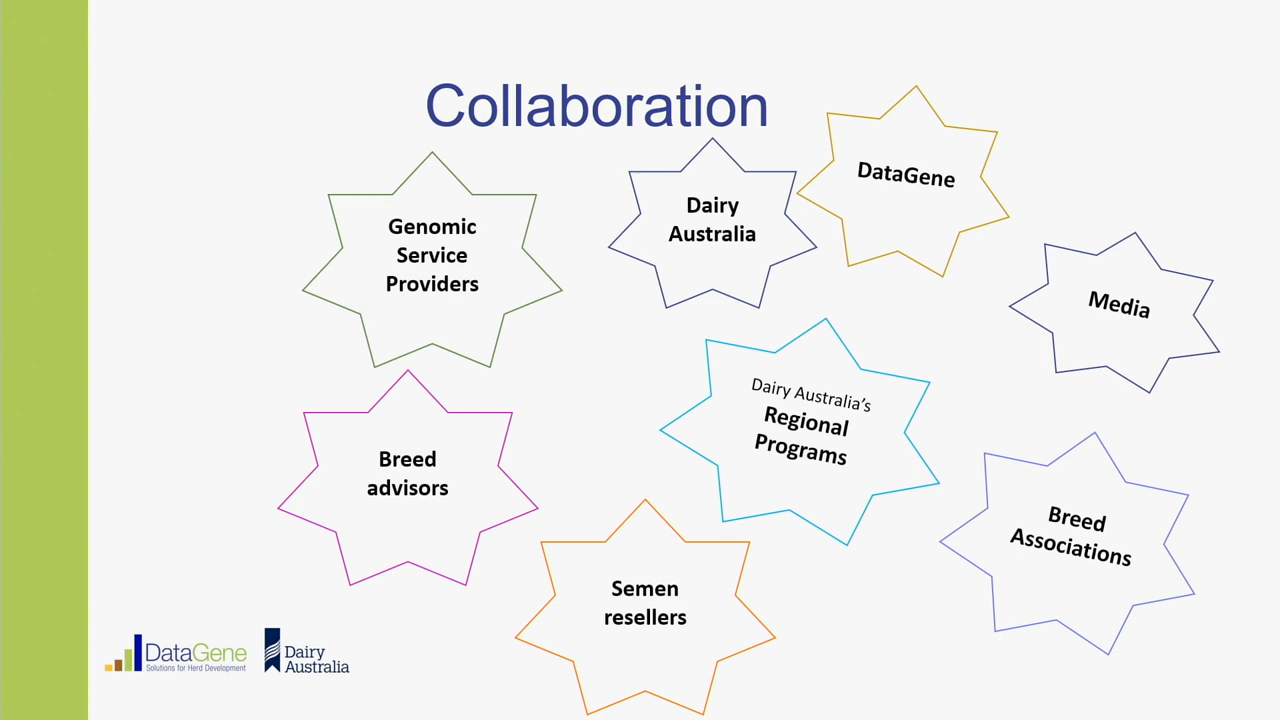 Collaboration
Genomic
Service
Providers
Dairy
Australia
DataGene
Media
Dairy Australia's
Regional
Programs
Breed
advisors
Breed
Associations
Semen
resellers
DataGene
Solutions for Herd Development
Dairy
Australia